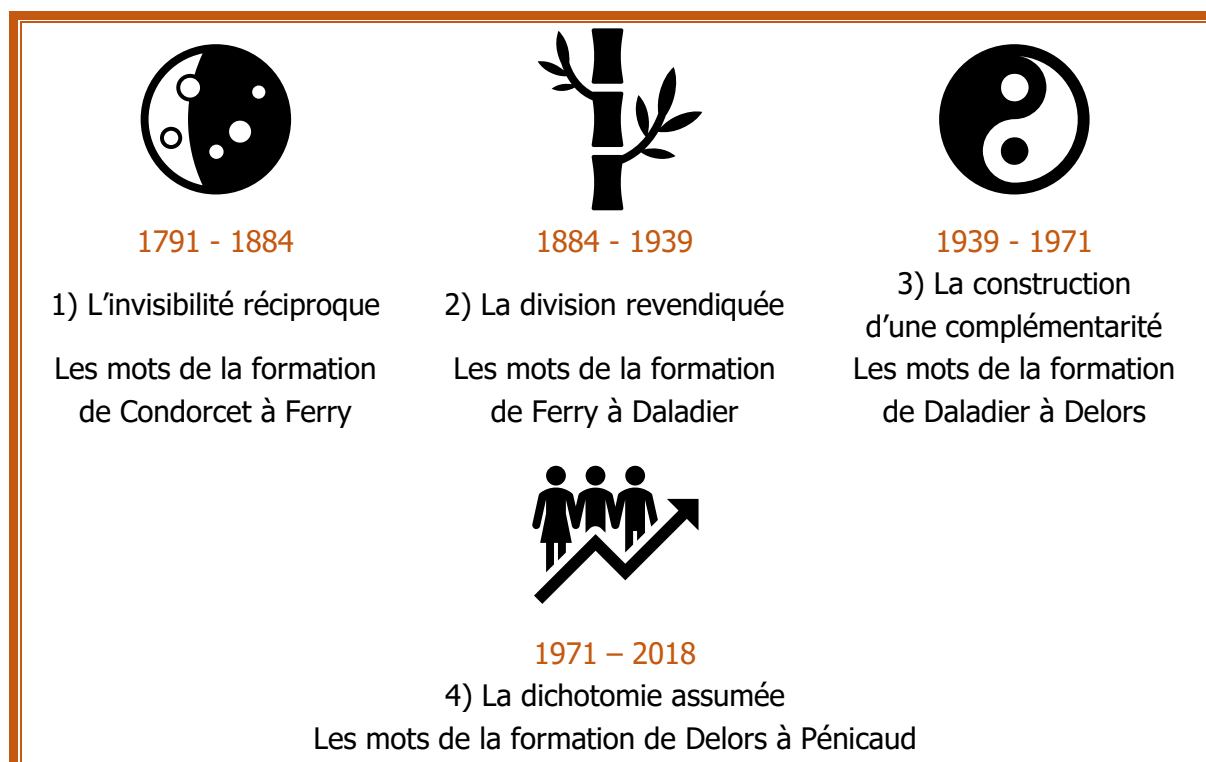 1791 - 1884
1) L’invisibilité réciproque
Les mots de la formation
de Condorcet à Ferry
1884 - 1939
2) La division revendiquée
Les mots de la formation
de Ferry à Daladier
1939 - 1971
3) La construction
d’une complémentarité
Les mots de la formation
de Daladier à Delors
1971 – 2018
4) La dichotomie assumée
Les mots de la formation de Delors à Pénicaud